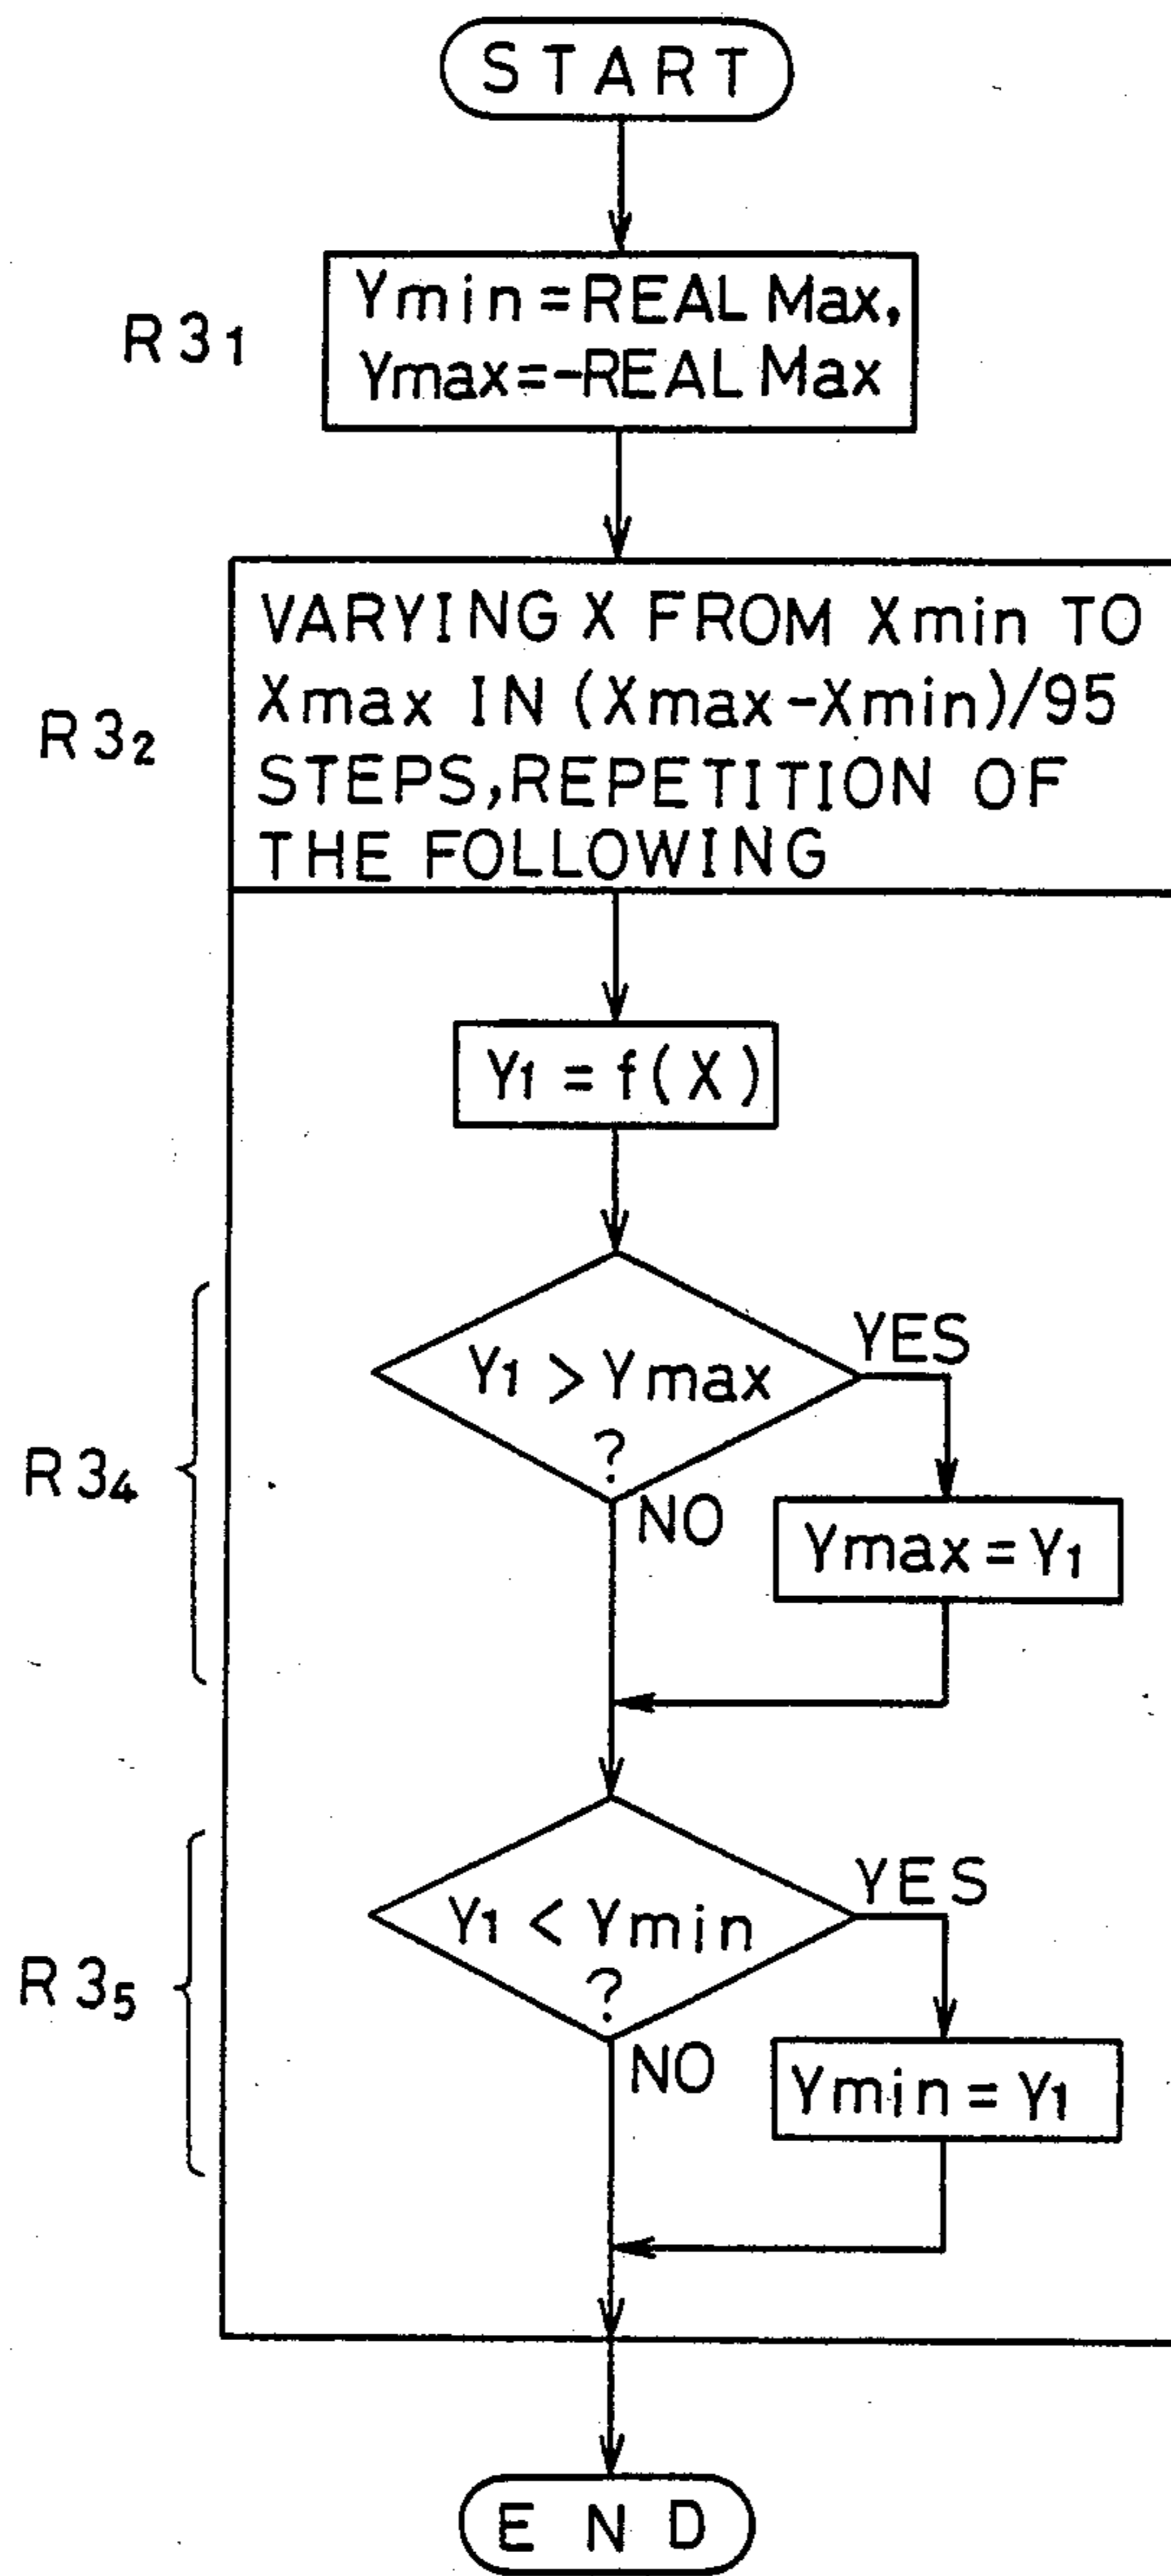 START
R3₁
Ymin=REAL Max,
Ymax=-REAL Max
R3₂
VARYING X FROM Xmin TO
Xmax IN (Xmax-Xmin)/95
STEPS,REPETITION OF
THE FOLLOWING
Y1 = f(X)
R3₄
Y1 > Ymax
?
YES
NO
Ymax = Y1
R3₅
Y1 < Ymin
?
YES
NO
Ymin = Y1
END